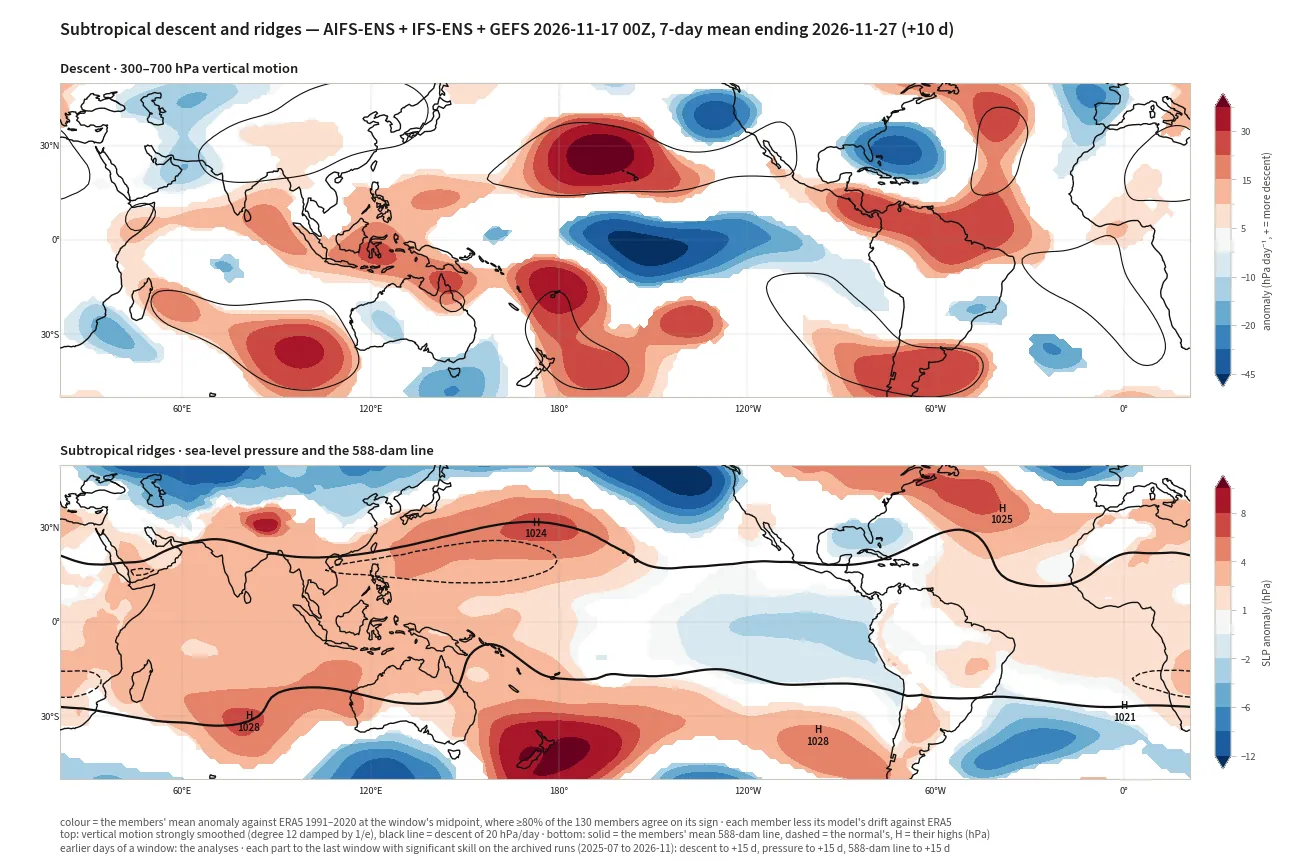 Subtropical descent and ridges — AIFS-ENS + IFS-ENS + GEFS 2026-11-17 00Z, 7-day mean ending 2026-11-27 (+10 d)
Descent · 300–700 hPa vertical motion
30°N
0°
30°S
60°E
120°E
180°
120°W
60°W
0°
30
15
5
−10
−20
−45
anomaly (hPa day⁻¹, + = more descent)
Subtropical ridges · sea-level pressure and the 588-dam line
30°N
0°
30°S
H
1024
H
1025
H
1028
H
1028
H
1021
60°E
120°E
180°
120°W
60°W
0°
8
4
1
−2
−6
−12
SLP anomaly (hPa)
colour = the members' mean anomaly against ERA5 1991–2020 at the window's midpoint, where ≥80% of the 130 members agree on its sign · each member less its model's drift against ERA5
top: vertical motion strongly smoothed (degree 12 damped by 1/e), black line = descent of 20 hPa/day · bottom: solid = the members' mean 588-dam line, dashed = the normal's, H = their highs (hPa)
earlier days of a window: the analyses · each part to the last window with significant skill on the archived runs (2025-07 to 2026-11): descent to +15 d, pressure to +15 d, 588-dam line to +15 d